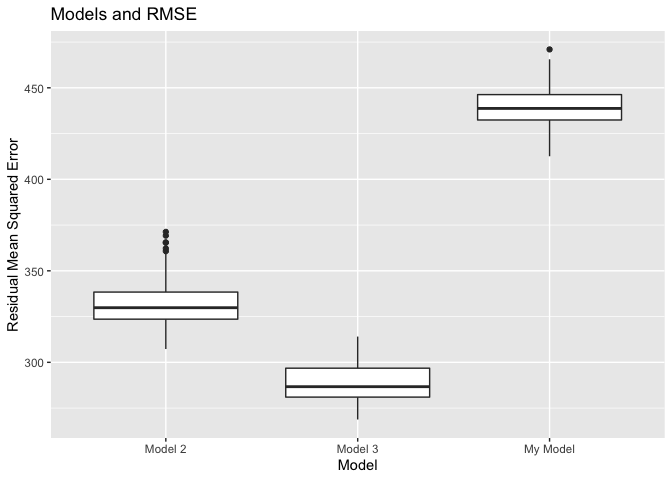 Models and RMSE
Residual Mean Squared Error
450
400
350
300
Model 2
Model 3
My Model
Model